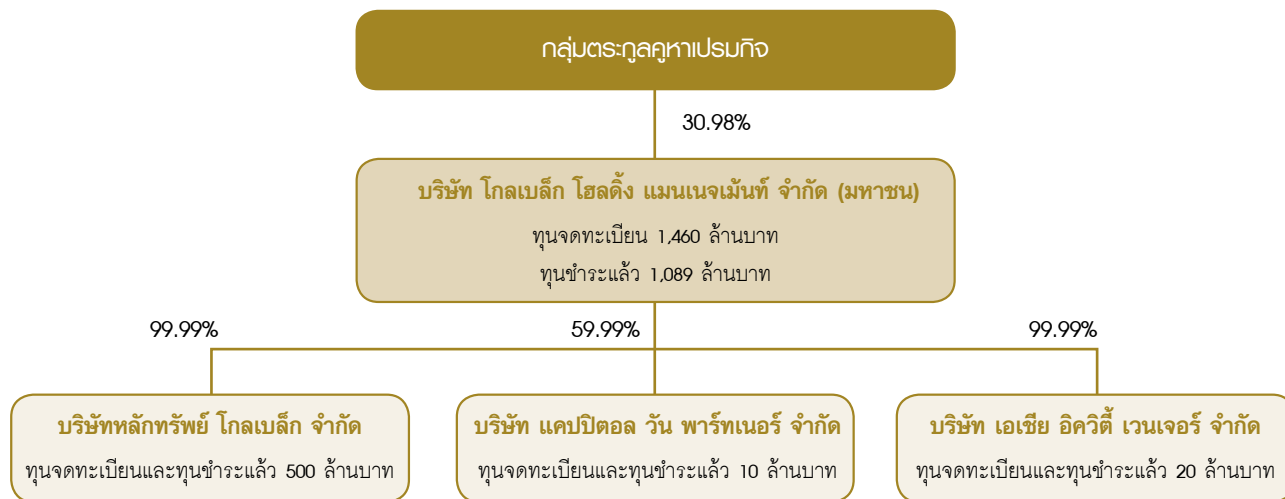 กลุ่มตระกูลคูหาเปรมกิจ
30.98%
บริษัท โกลเบล็ก โฮลดิ้ง แมนเนจเม้นท์ จำกัด (มหาชน)
ทุนจดทะเบียน 1,460 ล้านบาท
ทุนชำระแล้ว 1,089 ล้านบาท
99.99%
59.99%
99.99%
บริษัทหลักทรัพย์ โกลเบล็ก จำกัด
ทุนจดทะเบียนและทุนชำระแล้ว 500 ล้านบาท
บริษัท แคปปิตอล วัน พาร์ทเนอร์ จำกัด
ทุนจดทะเบียนและทุนชำระแล้ว 10 ล้านบาท
บริษัท เอเชีย อิควิตี้ เวนเจอร์ จำกัด
ทุนจดทะเบียนและทุนชำระแล้ว 20 ล้านบาท